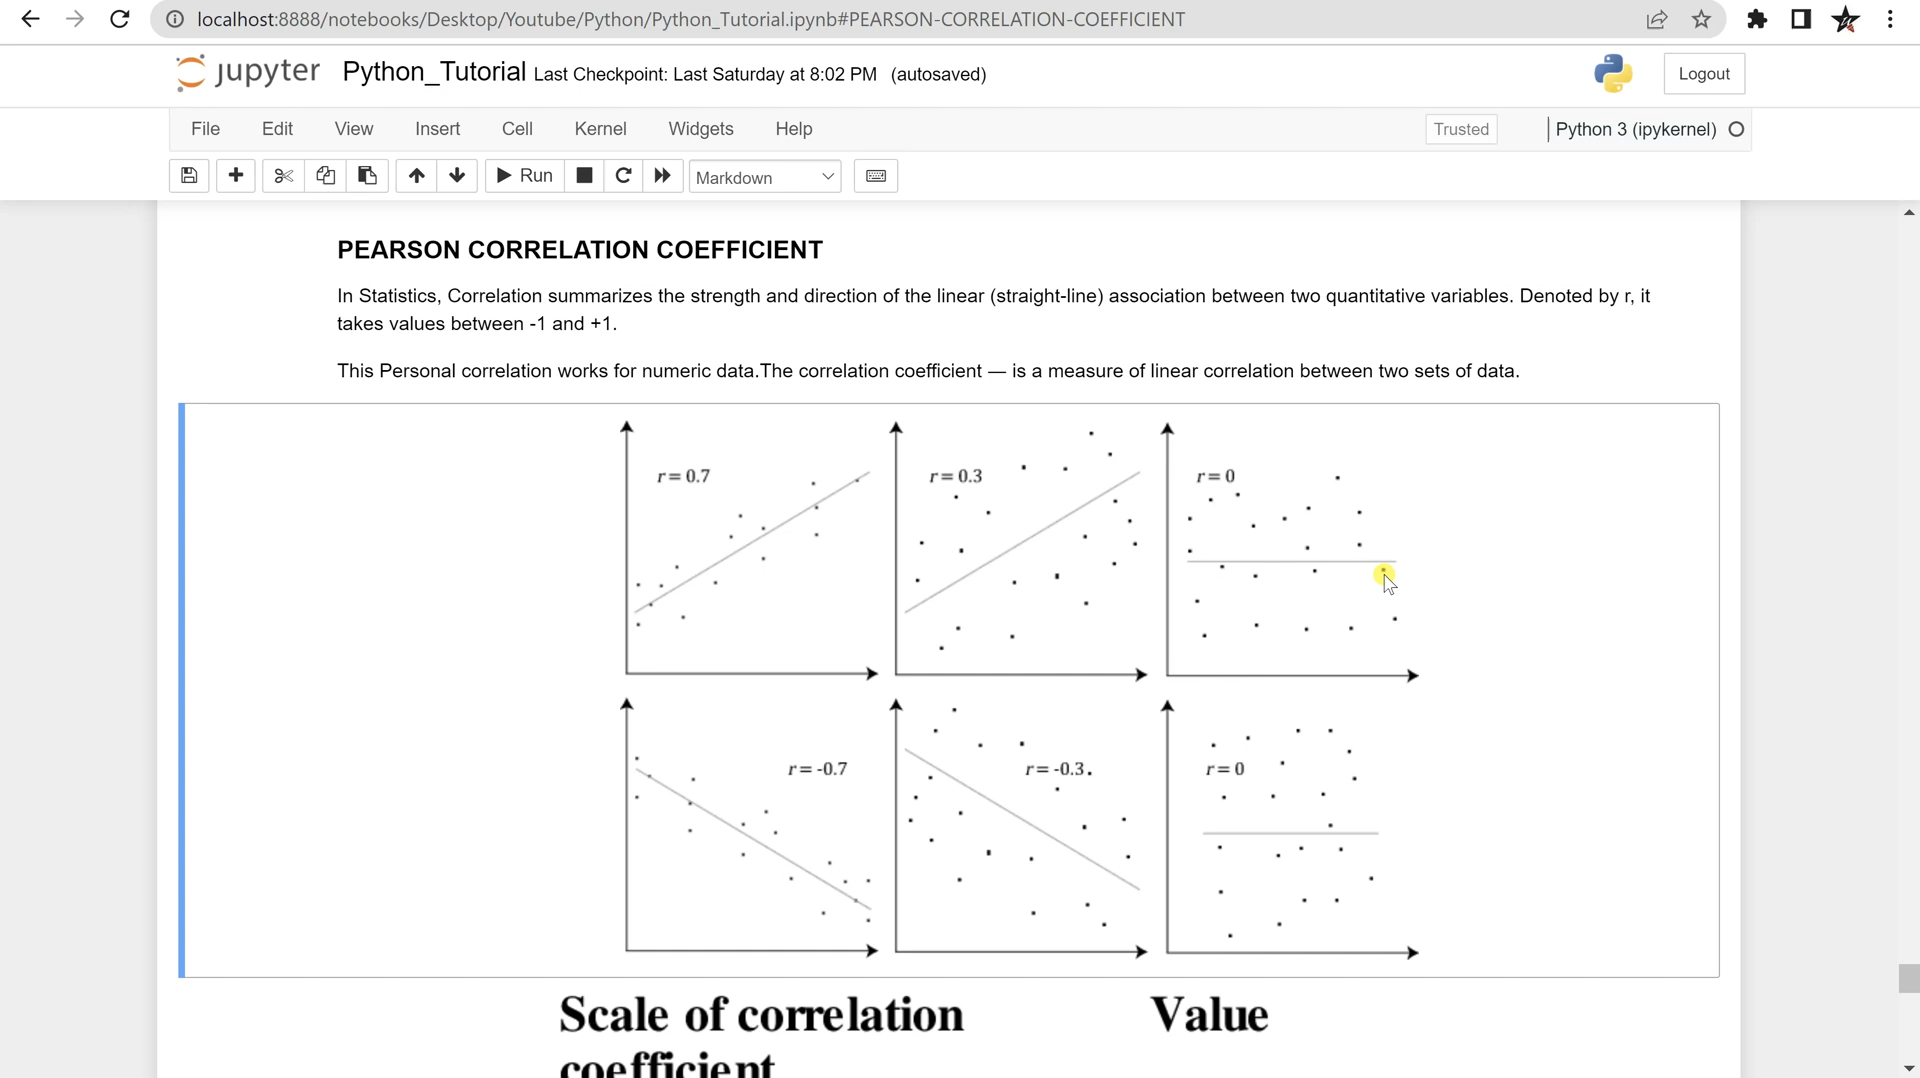 localhost:8888/notebooks/Desktop/Youtube/Python/Python_Tutorial.ipynb#PEARSON-CORRELATION-COEFFICIENT
jupyter Python_Tutorial Last Checkpoint: Last Saturday at 8:02 PM (autosaved) Logout
File Edit View Insert Cell Kernel Widgets Help Trusted Python 3 (ipykernel)
Run Markdown
PEARSON CORRELATION COEFFICIENT
In Statistics, Correlation summarizes the strength and direction of the linear (straight-line) association between two quantitative variables. Denoted by r, it
takes values between -1 and +1.
This Personal correlation works for numeric data.The correlation coefficient — is a measure of linear correlation between two sets of data.
r = 0.7 r = 0.3 r = 0
r = -0.7 r = -0.3 r = 0
Scale of correlation Value
coefficient